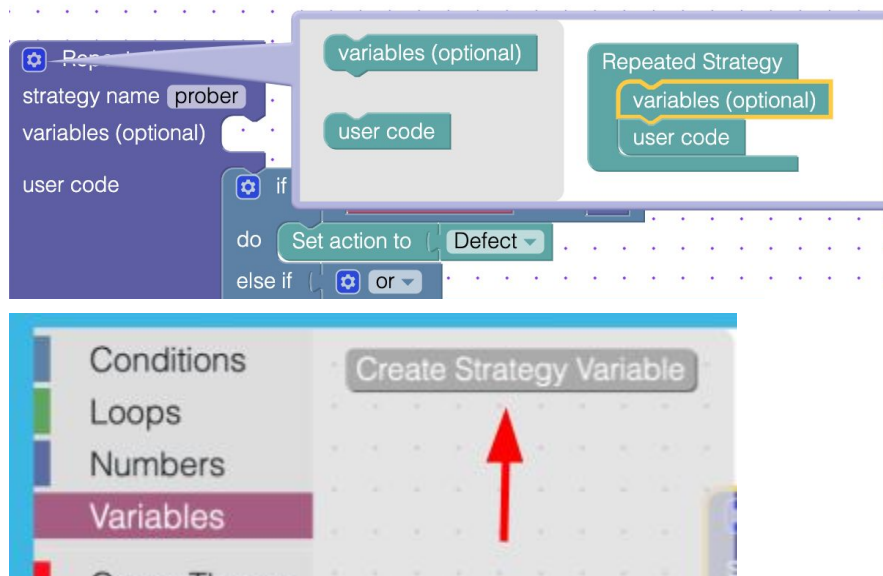 variables (optional)
user code
Repeated Strategy
variables (optional)
user code
strategy name prober
variables (optional)
user code
if
do Set action to Defect
else if or
Conditions
Loops
Numbers
Variables
Create Strategy Variable